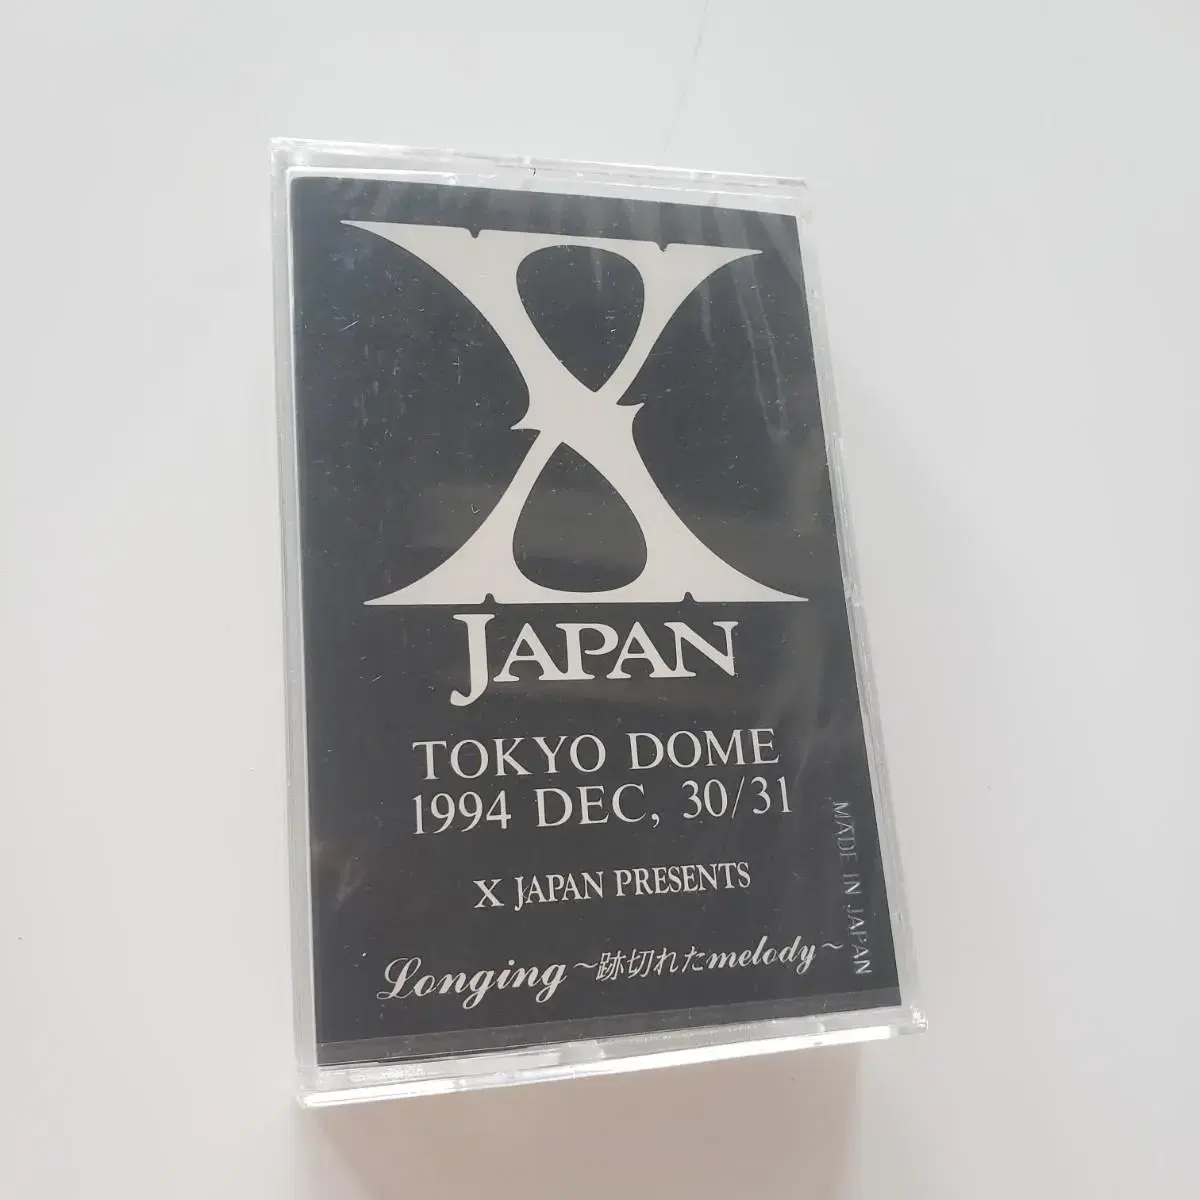 X
JAPAN
TOKYO DOME
1994 DEC, 30/31
X JAPAN PRESENTS
Longing ~跡切れたmelody~
MADE IN JAPAN